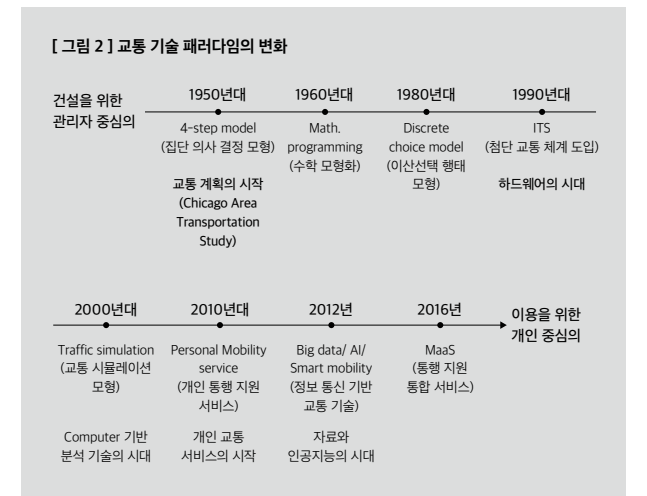 [ 그림 2 ] 교통 기술 패러다임의 변화
건설을 위한
관리자 중심의
1950년대
4-step model
(집단 의사 결정 모형)
교통 계획의 시작
(Chicago Area
Transportation
Study)
1960년대
Math.
programming
(수학 모형화)
1980년대
Discrete
choice model
(이산선택 행태
모형)
1990년대
ITS
(첨단 교통 체계 도입)
하드웨어의 시대
2000년대
Traffic simulation
(교통 시뮬레이션
모형)
Computer 기반
분석 기술의 시대
2010년대
Personal Mobility
service
(개인 통행 지원
서비스)
개인 교통
서비스의 시작
2012년
Big data/ AI/
Smart mobility
(정보 통신 기반
교통 기술)
자료와
인공지능의 시대
2016년
MaaS
(통행 지원
통합 서비스)
이용을 위한
개인 중심의